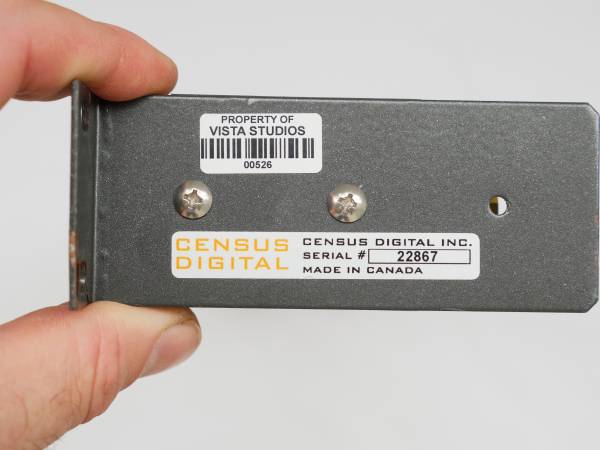 PROPERTY OF
VISTA STUDIOS
00526
CENSUS
DIGITAL
CENSUS DIGITAL INC.
SERIAL # 22867
MADE IN CANADA